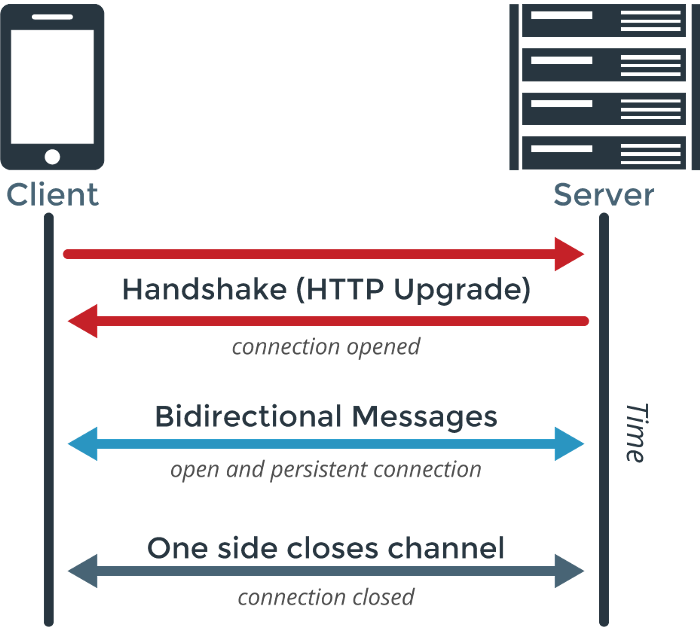 Client
Server
Handshake (HTTP Upgrade)
connection opened
Bidirectional Messages
open and persistent connection
Time
One side closes channel
connection closed